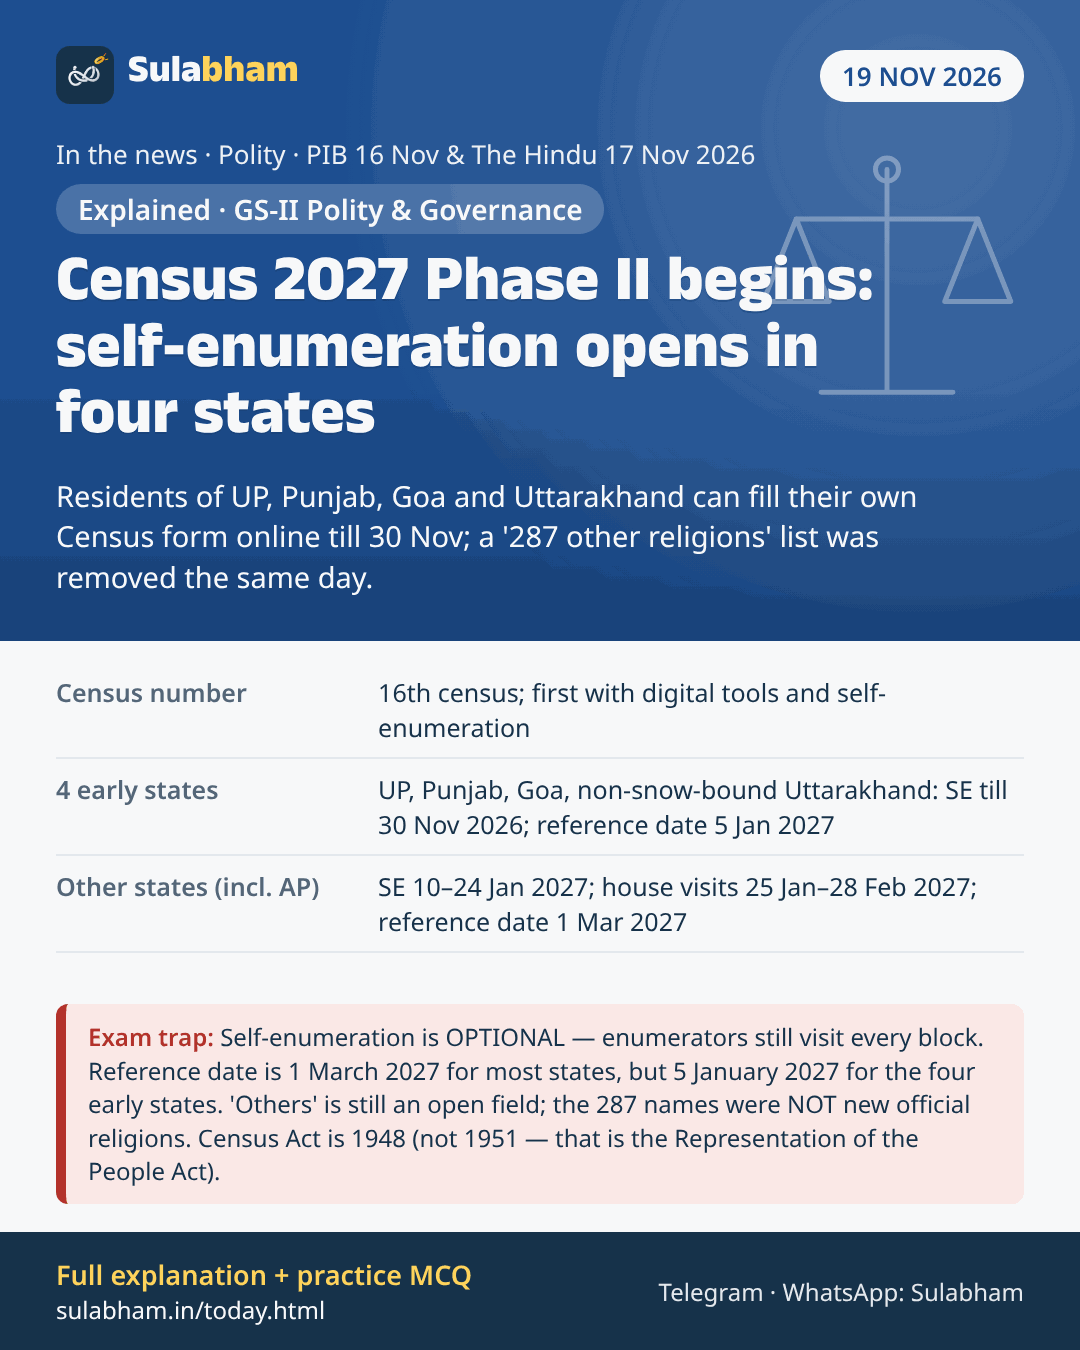 Sulabham
19 NOV 2026
In the news · Polity · PIB 16 Nov & The Hindu 17 Nov 2026
Explained · GS-II Polity & Governance
Census 2027 Phase II begins:
self-enumeration opens in
four states
Residents of UP, Punjab, Goa and Uttarakhand can fill their own
Census form online till 30 Nov; a '287 other religions' list was
removed the same day.
Census number
16th census; first with digital tools and self-
enumeration
4 early states
UP, Punjab, Goa, non-snow-bound Uttarakhand: SE till
30 Nov 2026; reference date 5 Jan 2027
Other states (incl. AP)
SE 10–24 Jan 2027; house visits 25 Jan–28 Feb 2027;
reference date 1 Mar 2027
Exam trap: Self-enumeration is OPTIONAL — enumerators still visit every block.
Reference date is 1 March 2027 for most states, but 5 January 2027 for the four
early states. 'Others' is still an open field; the 287 names were NOT new official
religions. Census Act is 1948 (not 1951 — that is the Representation of the
People Act).
Full explanation + practice MCQ
sulabham.in/today.html
Telegram · WhatsApp: Sulabham